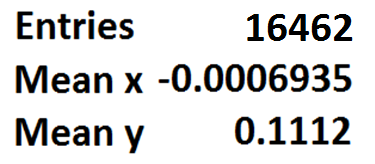 Entries 16462
Mean x -0.0006935
Mean y 0.1112